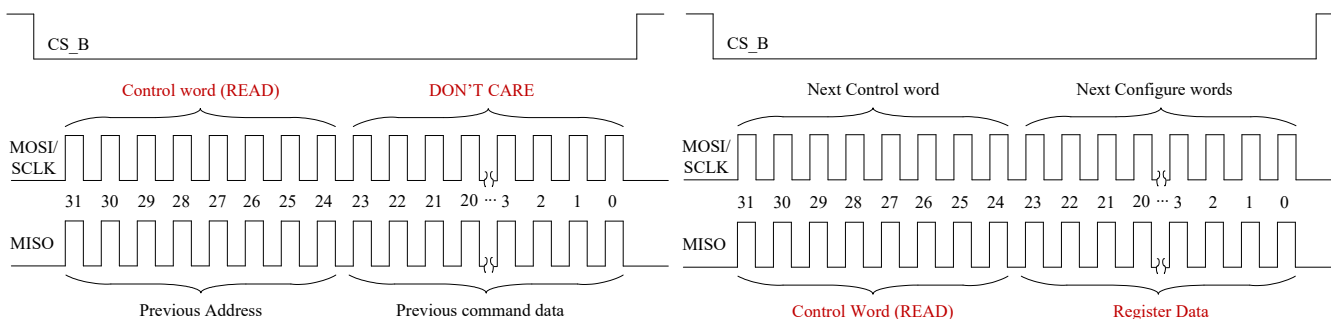 CS_B
CS_B
Control word (READ) DON'T CARE
Next Control word Next Configure words
MOSI/
SCLK
MOSI/
SCLK
31 30 29 28 27 26 25 24 23 22 21 20 ··· 3 2 1 0
31 30 29 28 27 26 25 24 23 22 21 20 ··· 3 2 1 0
MISO
MISO
Previous Address Previous command data
Control Word (READ) Register Data